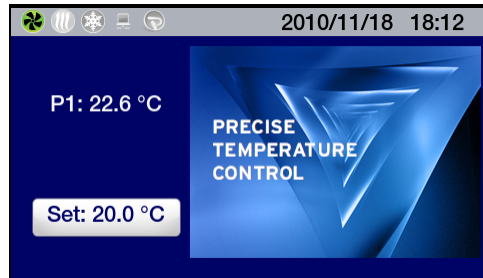 2010/11/18 18:12
P1: 22.6 °C
PRECISE
TEMPERATURE
CONTROL
Set: 20.0 °C